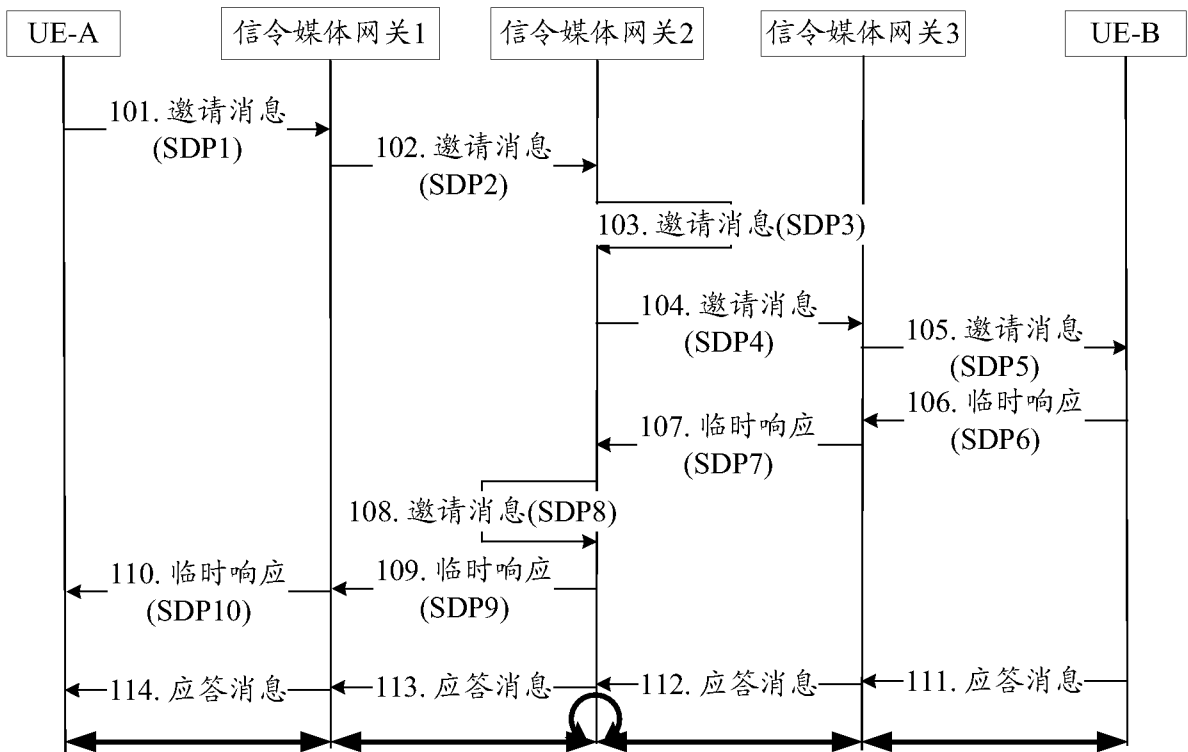 UE-A
信令媒体网关1
信令媒体网关2
信令媒体网关3
UE-B
101. 邀请消息
(SDP1)
102. 邀请消息
(SDP2)
103. 邀请消息(SDP3)
104. 邀请消息
(SDP4)
105. 邀请消息
(SDP5)
106. 临时响应
(SDP6)
107. 临时响应
(SDP7)
108. 邀请消息(SDP8)
109. 临时响应
(SDP9)
110. 临时响应
(SDP10)
111. 应答消息
112. 应答消息
113. 应答消息
114. 应答消息